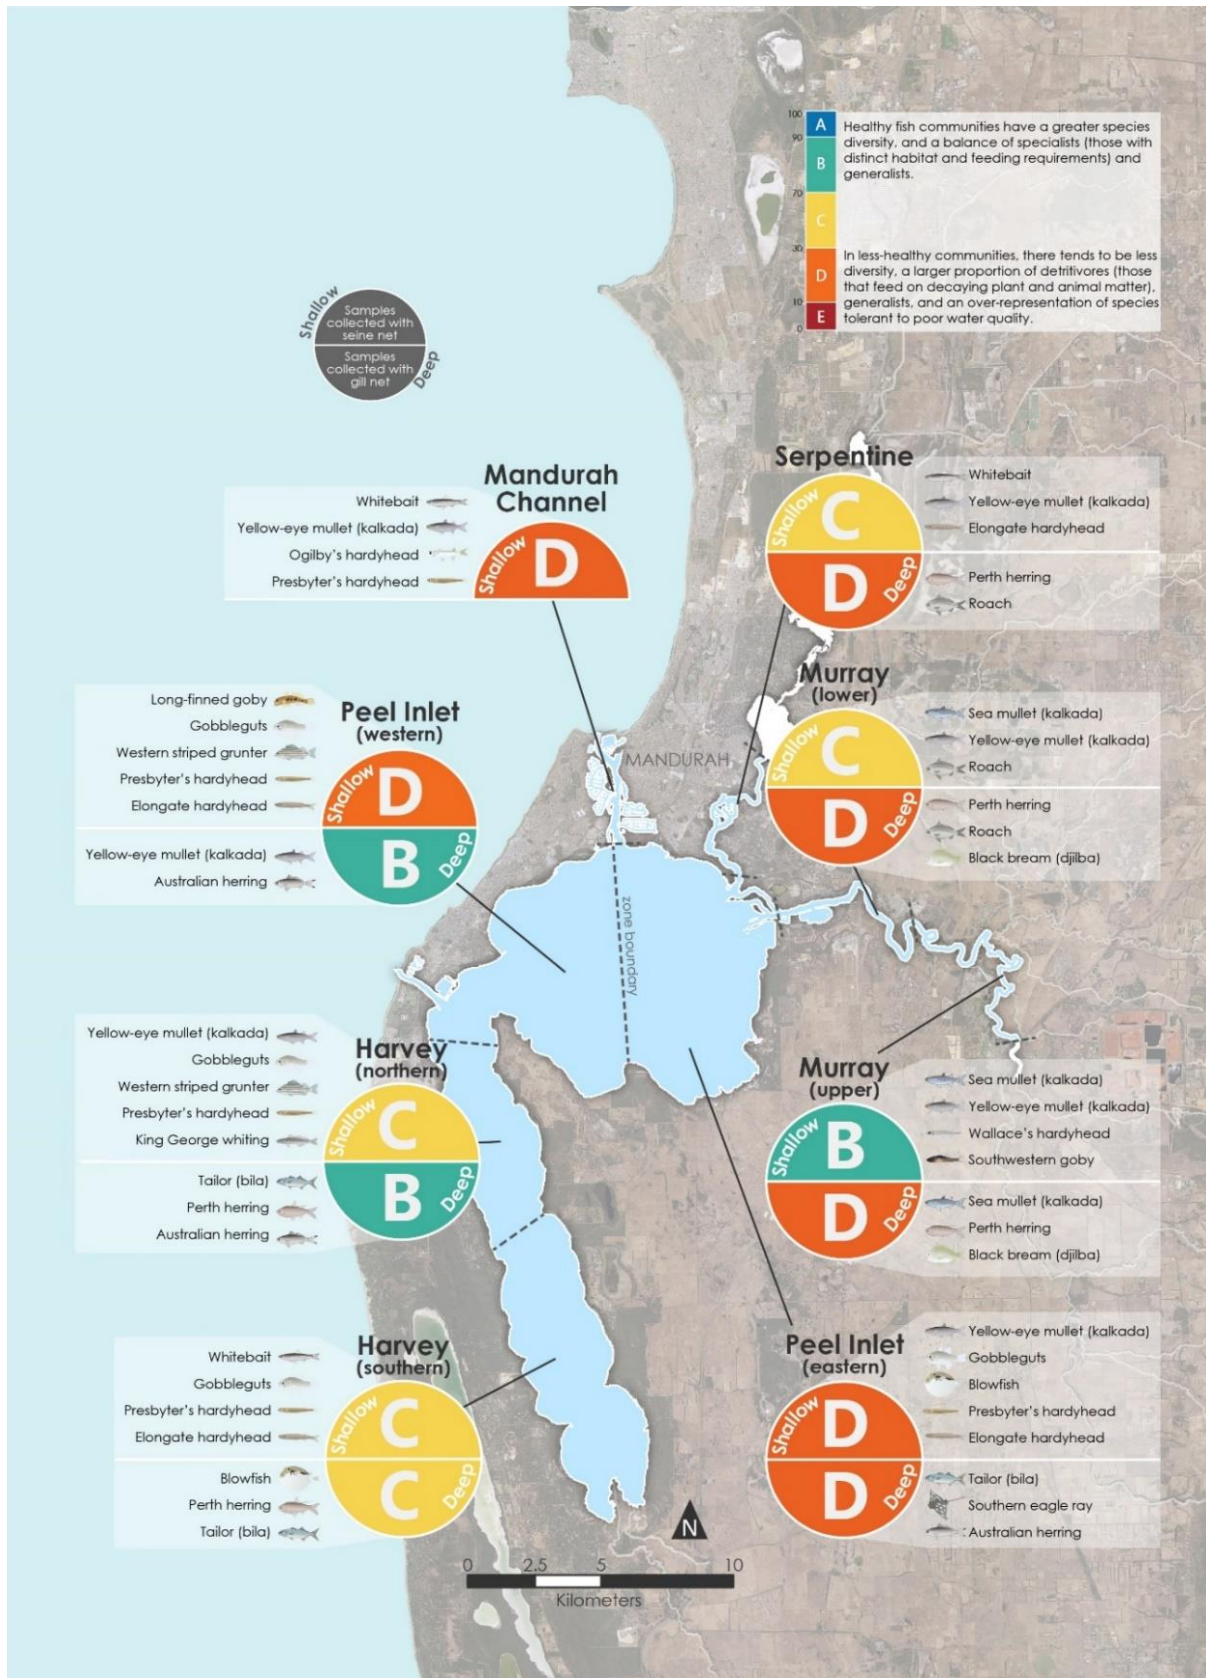 100
A
90
B
70
C
30
D
10
E
0
Healthy fish communities have a greater species
diversity, and a balance of specialists (those with
distinct habitat and feeding requirements) and
generalists.
In less-healthy communities, there tends to be less
diversity, a larger proportion of detritivores (those
that feed on decaying plant and animal matter),
generalists, and an over-representation of species
tolerant to poor water quality.
Shallow
Samples
collected with
seine net
Samples
collected with
gill net
Deep
Mandurah
Channel
Shallow
D
Whitebait
Yellow-eye mullet (kalkada)
Ogilby's hardyhead
Presbyter's hardyhead
Serpentine
Shallow
C
D
Deep
Whitebait
Yellow-eye mullet (kalkada)
Elongate hardyhead
Perth herring
Roach
Peel Inlet
(western)
Shallow
D
B
Deep
Long-finned goby
Gobbleguts
Western striped grunter
Presbyter's hardyhead
Elongate hardyhead
Yellow-eye mullet (kalkada)
Australian herring
MANDURAH
zone boundary
Murray
(lower)
Shallow
C
D
Deep
Sea mullet (kalkada)
Yellow-eye mullet (kalkada)
Roach
Perth herring
Roach
Black bream (djilba)
Harvey
(northern)
Shallow
C
B
Deep
Yellow-eye mullet (kalkada)
Gobbleguts
Western striped grunter
Presbyter's hardyhead
King George whiting
Tailor (bila)
Perth herring
Australian herring
Murray
(upper)
Shallow
B
D
Deep
Sea mullet (kalkada)
Yellow-eye mullet (kalkada)
Wallace's hardyhead
Southwestern goby
Sea mullet (kalkada)
Perth herring
Black bream (djilba)
Harvey
(southern)
Shallow
C
C
Deep
Whitebait
Gobbleguts
Presbyter's hardyhead
Elongate hardyhead
Blowfish
Perth herring
Tailor (bila)
Peel Inlet
(eastern)
Shallow
D
D
Deep
Yellow-eye mullet (kalkada)
Gobbleguts
Blowfish
Presbyter's hardyhead
Elongate hardyhead
Tailor (bila)
Southern eagle ray
Australian herring
N
0 2.5 5 10
Kilometers